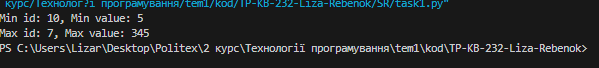 курс/Технолог?ї програмування/tem1/kod/TP-KB-232-Liza-Rebenok/SR/task1.py"
Min id: 10, Min value: 5
Max id: 7, Max value: 345
PS C:\Users\Lizar\Desktop\Politex\2 курс\Технології програмування\tem1\kod\TP-KB-232-Liza-Rebenok>